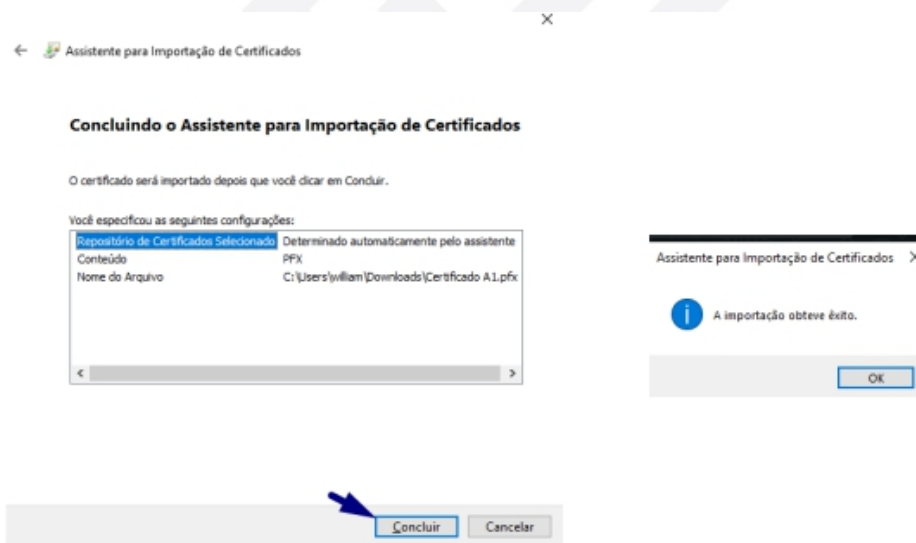 Assistente para Importação de Certificados
Concluindo o Assistente para Importação de Certificados
O certificado será importado depois que você clicar em Concluir.
Você especificou as seguintes configurações:
Repositório de Certificados Selecionado Determinado automaticamente pelo assistente
Conteúdo PFX
Nome do Arquivo C:\Users\william\Downloads\Certificado A1.pfx
Concluir Cancelar
Assistente para Importação de Certificados
A importação obteve êxito.
OK